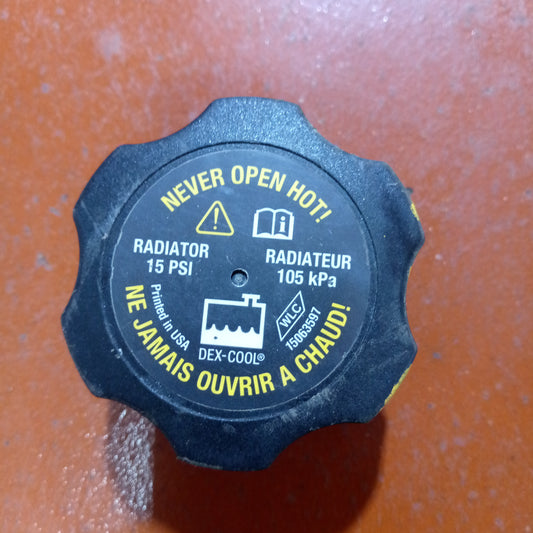 NEVER OPEN HOT!
RADIATOR
15 PSI
RADIATEUR
105 kPa
Printed in USA
DEX-COOL®
WLC
15063597
NE JAMAIS OUVRIR A CHAUD!